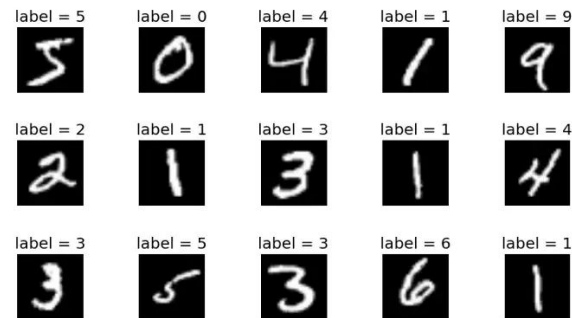 label = 5 label = 0 label = 4 label = 1 label = 9
5 0 4 1 9
label = 2 label = 1 label = 3 label = 1 label = 4
2 1 3 1 4
label = 3 label = 5 label = 3 label = 6 label = 1
3 5 3 6 1